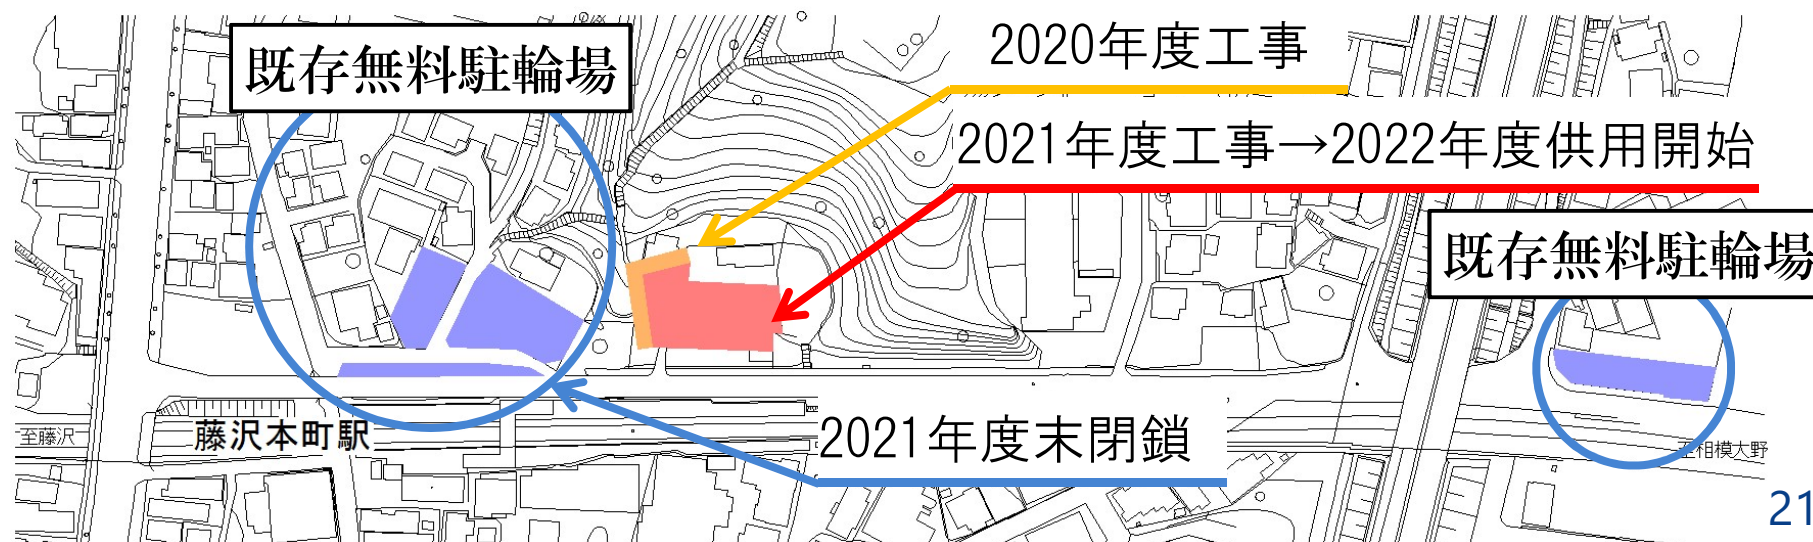 2020年度工事
既存無料駐輪場
2021年度工事→2022年度供用開始
既存無料駐輪場
2021年度末閉鎖
藤沢本町駅
至藤沢
至相模大野
21